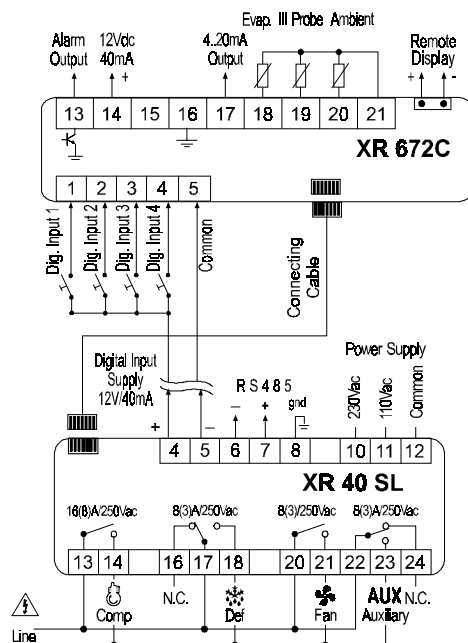 Evap. III Probe Ambient
Alarm Output
12Vdc 40mA +
4..20mA Output
Remote Display
+ -
13 14 15 16 17 18 19 20 21
XR 672C
1 2 3 4 5
Dig. Input 1
Dig. Input 2
Dig. Input 3
Dig. Input 4
Common
Connecting Cable
Digital Input Supply 12V/40mA
+ -
RS485
- + gnd
Power Supply
230Vac
110Vac
Common
4 5 6 7 8 10 11 12
XR 40 SL
16(8)A/250Vac
8(3)A/250Vac
8(3)/250Vac
8(3)A/250Vac
13 14 16 17 18 20 21 22 23 24
Comp
N.C.
Def
Fan
AUX
Auxiliary
N.C.
Line